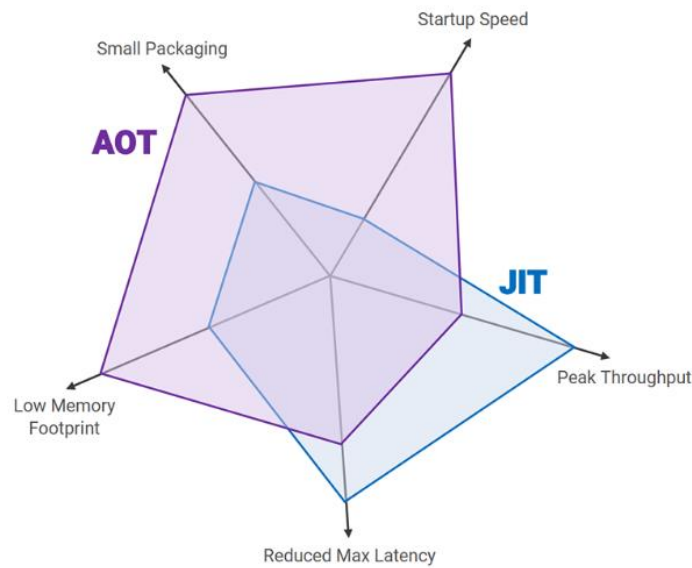 Startup Speed
Small Packaging
AOT
JIT
Peak Throughput
Low Memory
Footprint
Reduced Max Latency